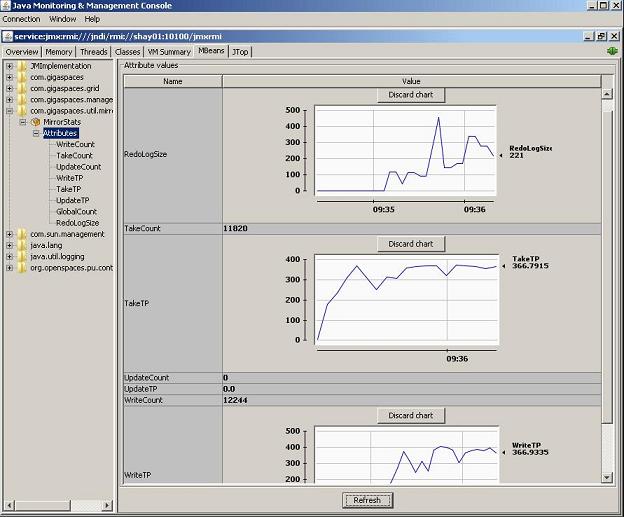 Java Monitoring & Management Console
Connection Window Help
service:jmx:rmi:///jndi/rmi://shay01:10100/jmxrmi
Overview Memory Threads Classes VM Summary MBeans JTop
JMImplementation
com.gigaspaces
com.gigaspaces.grid
com.gigaspaces.manage
com.gigaspaces.util.mirr
MirrorStats
Attributes
WriteCount
TakeCount
UpdateCount
WriteTP
TakeTP
UpdateTP
GlobalCount
RedoLogSize
com.sun.management
java.lang
java.util.logging
org.openspaces.pu.cont
Attribute values
Name Value
Discard chart
RedoLogSize
500
400
300
200
100
0
09:35 09:36
RedoLogSize
221
TakeCount 11820
Discard chart
TakeTP
400
300
200
100
0
09:36
TakeTP
366.7915
UpdateCount 0
UpdateTP 0.0
WriteCount 12244
Discard chart
WriteTP
500
400
300
200
WriteTP
366.9335
Refresh